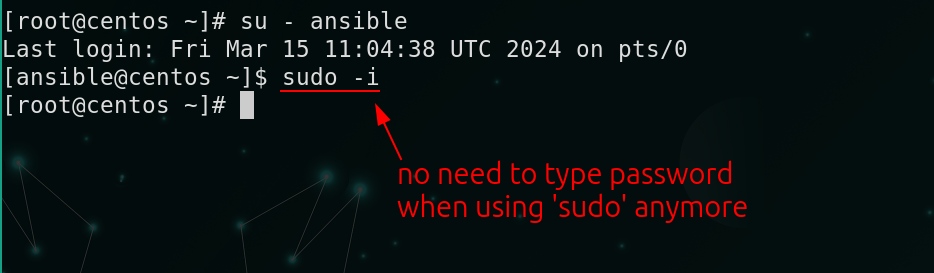 [root@centos ~]# su - ansible
Last login: Fri Mar 15 11:04:38 UTC 2024 on pts/0
[ansible@centos ~]$ sudo -i
[root@centos ~]#
no need to type password
when using 'sudo' anymore